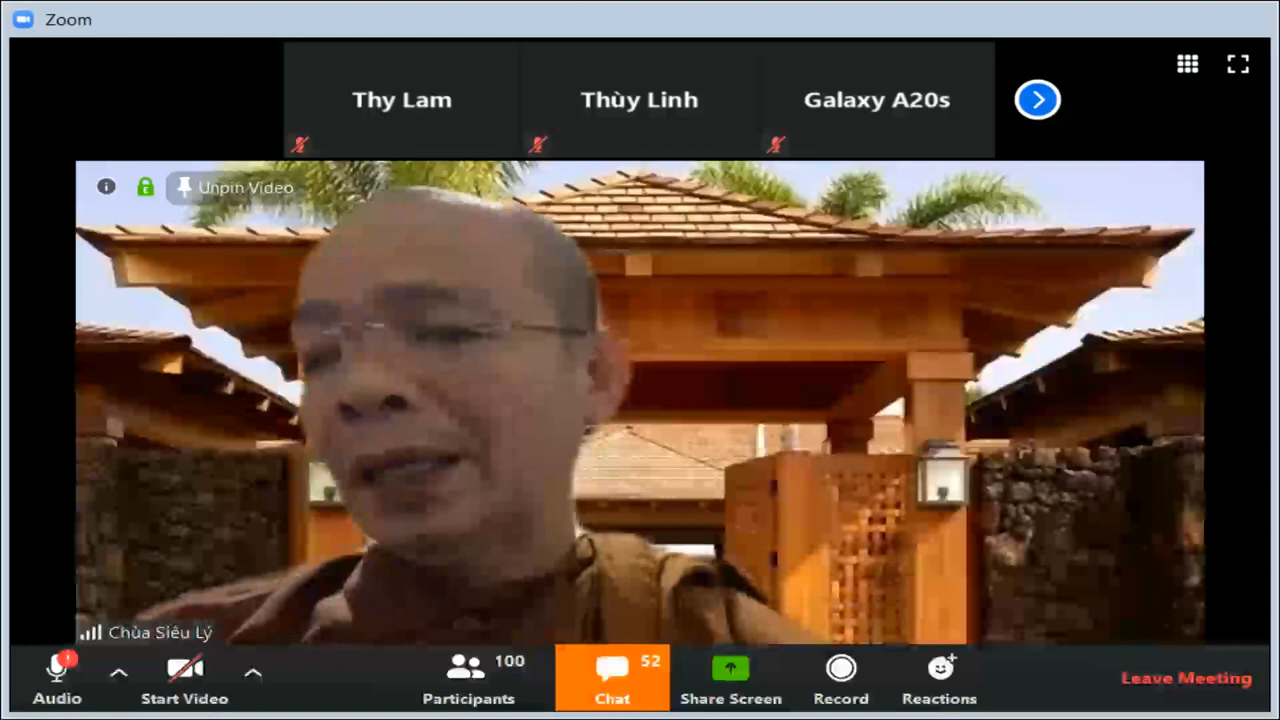 Zoom
Thy Lam
Thùy Linh
Galaxy A20s
Unpin Video
Chùa Siêu Lý
100
52
Audio
Start Video
Participants
Chat
Share Screen
Record
Reactions
Leave Meeting